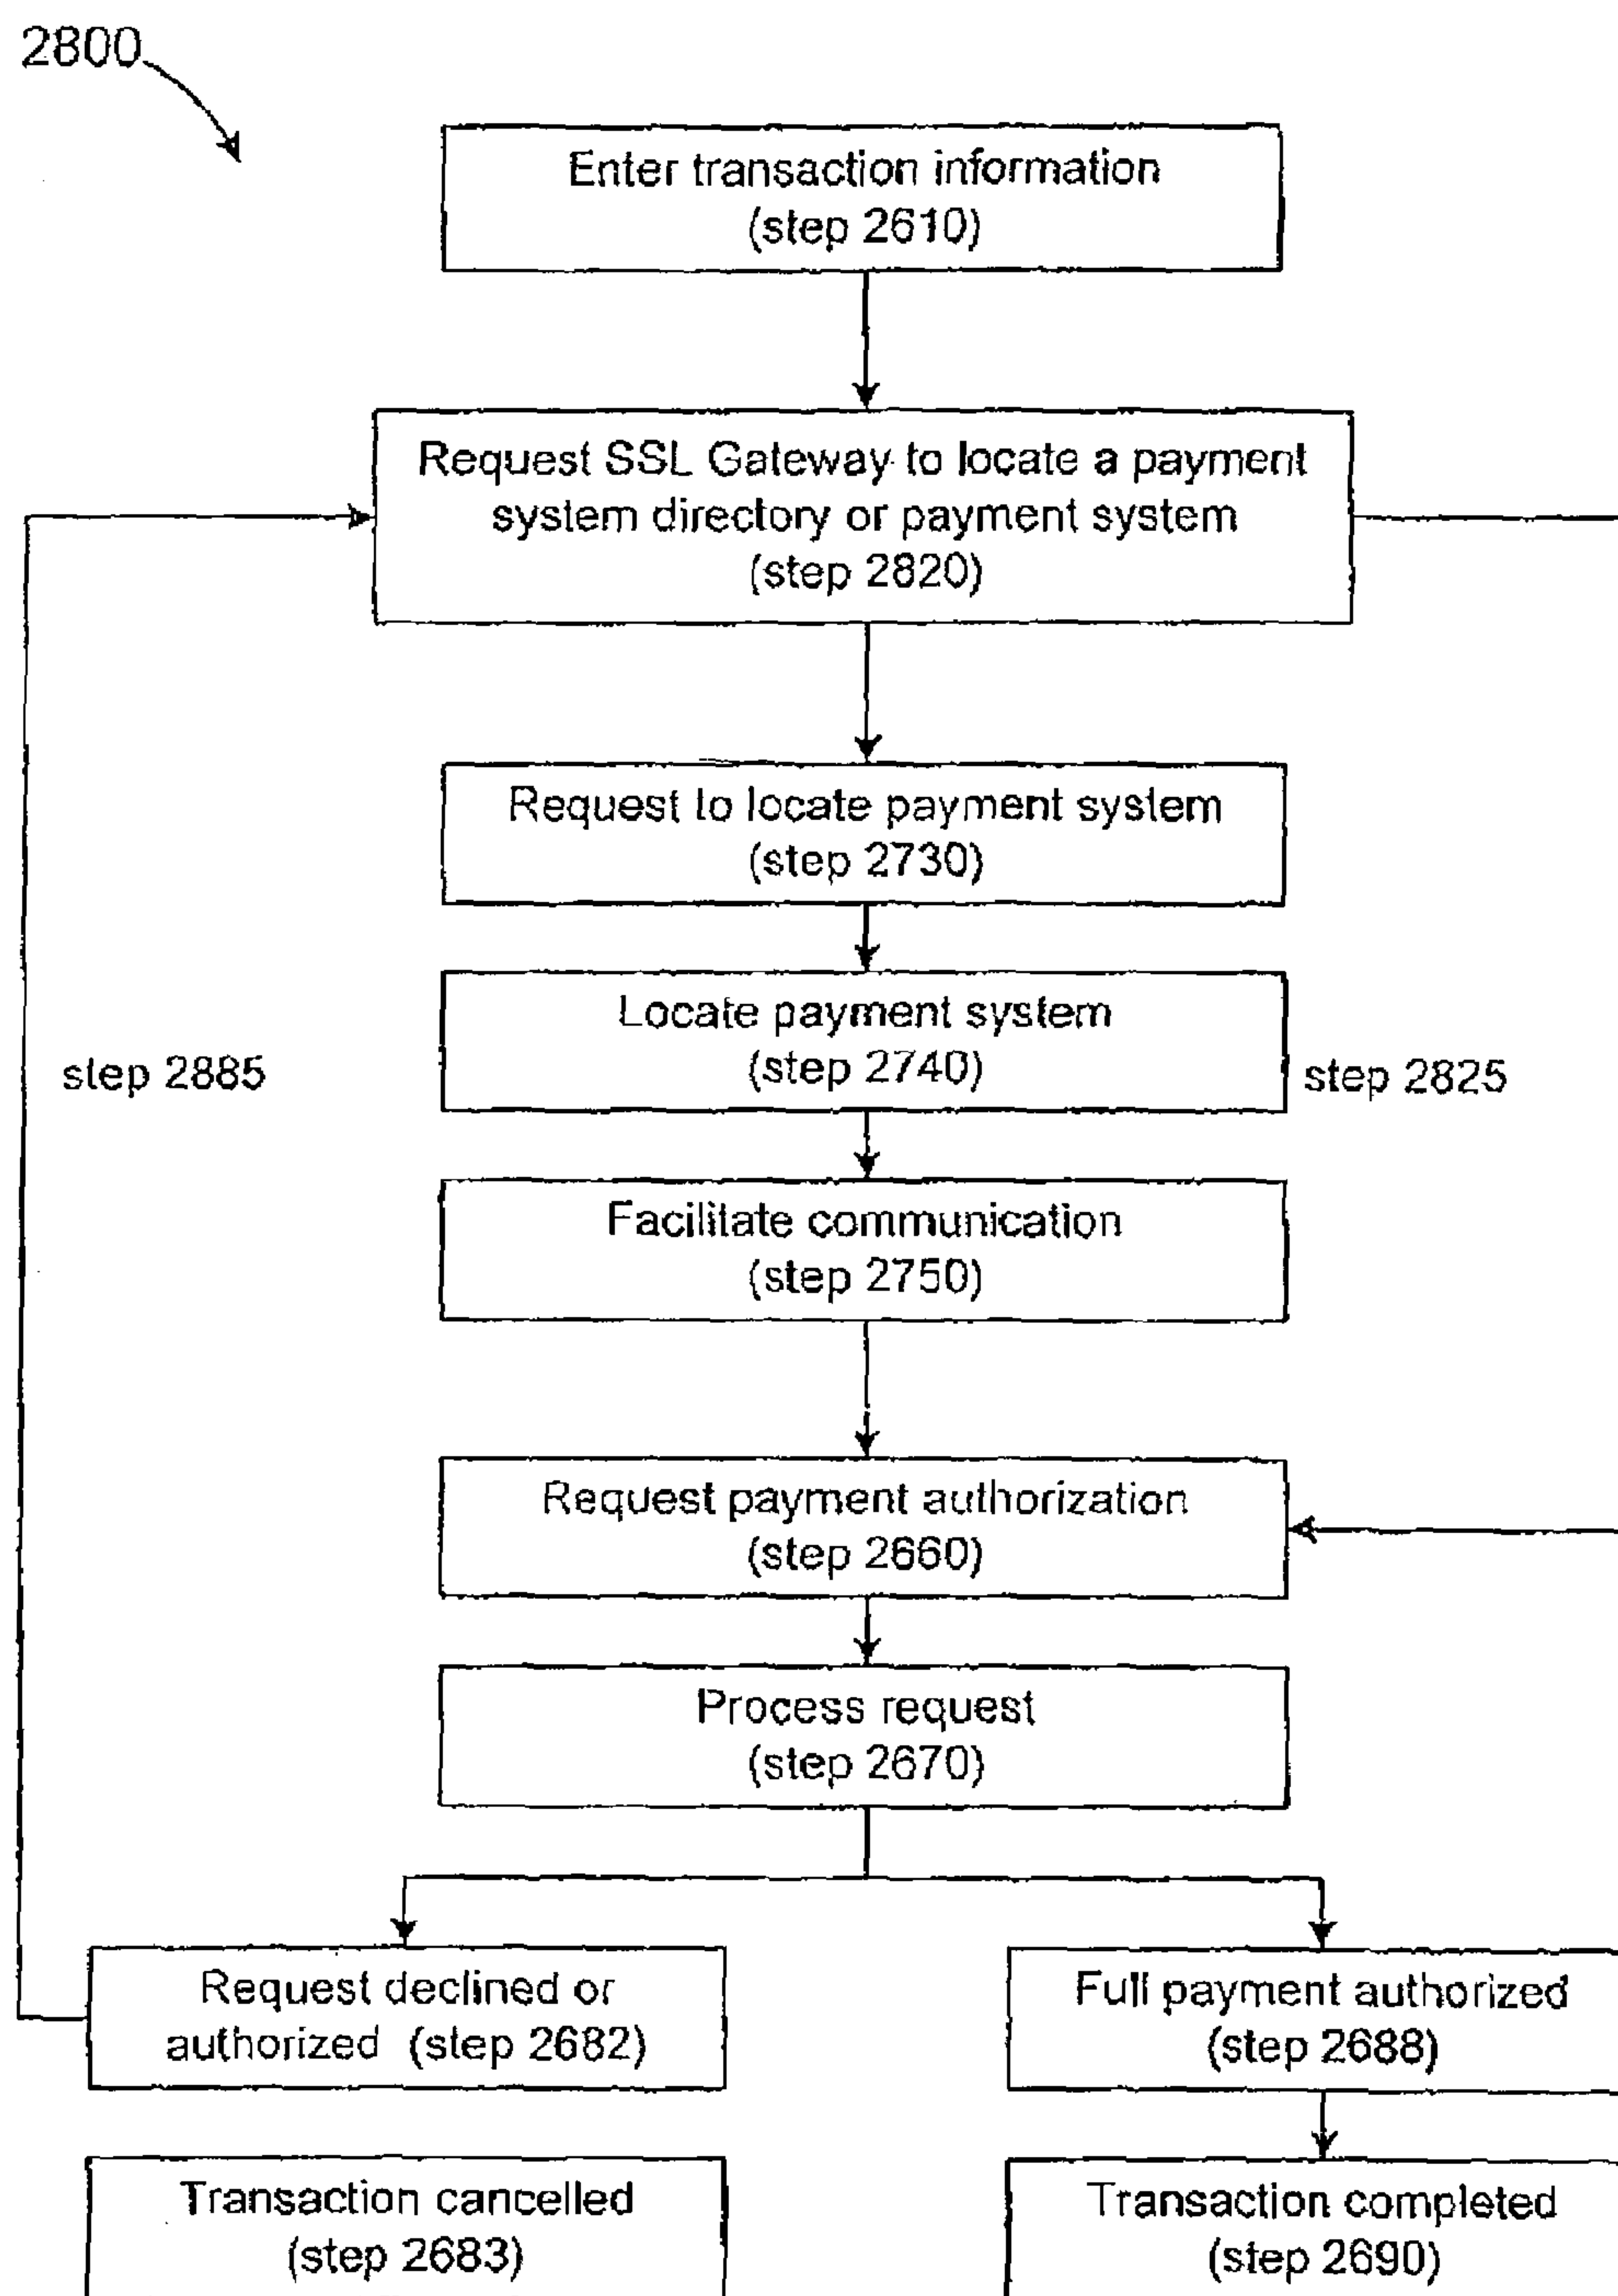 2800
Enter transaction information
(step 2610)
Request SSL Gateway to locate a payment
system directory or payment system
(step 2820)
Request to locate payment system
(step 2730)
Locate payment system
(step 2740)
step 2885
step 2825
Facilitate communication
(step 2750)
Request payment authorization
(step 2660)
Process request
(step 2670)
Request declined or
authorized (step 2682)
Full payment authorized
(step 2688)
Transaction cancelled
(step 2683)
Transaction completed
(step 2690)